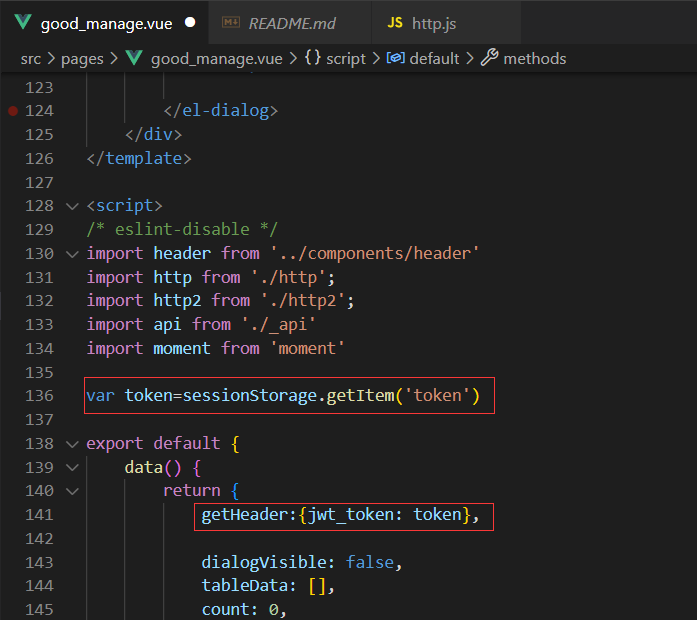 good_manage.vue
README.md
JS http.js
src > pages > good_manage.vue > {} script > default > methods
123
124 </el-dialog>
125 </div>
126 </template>
127
128 <script>
129 /* eslint-disable */
130 import header from '../components/header'
131 import http from './http';
132 import http2 from './http2';
133 import api from './_api'
134 import moment from 'moment'
135
136 var token=sessionStorage.getItem('token')
137
138 export default {
139 data() {
140 return {
141 getHeader:{jwt_token: token},
142
143 dialogVisible: false,
144 tableData: [],
145 count: 0,